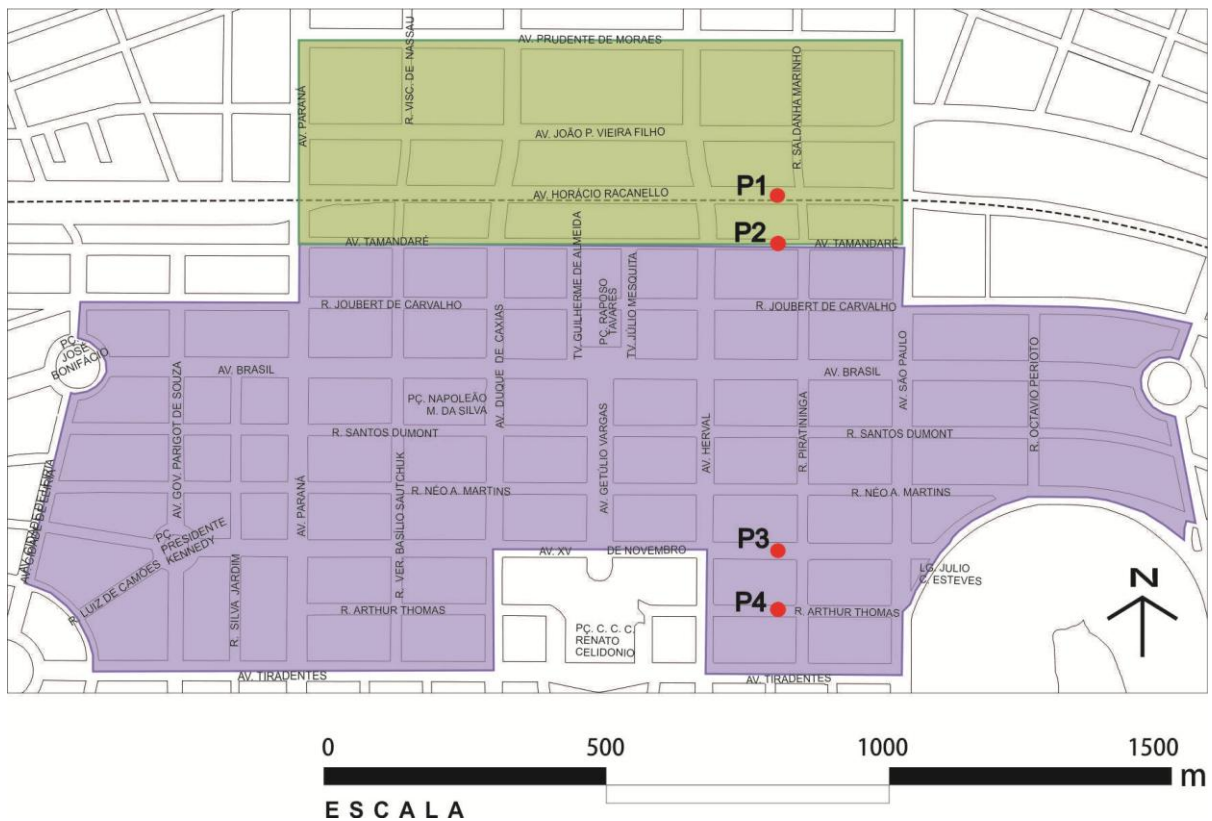 AV. PRUDENTE DE MORAES
AV. PARANÁ
R. VISC. DE NASSAU
R. SALDANHA MARINHO
AV. JOÃO P. VIEIRA FILHO
AV. HORÁCIO RACANELLO
P1
P2
AV. TAMANDARÉ
AV. TAMANDARÉ
TV. GUILHERME DE ALMEIDA
PÇ. RAPOSO
TAVARES
TV. JÚLIO MESQUITA
R. JOUBERT DE CARVALHO
R. JOUBERT DE CARVALHO
PÇ.
JOSÉ
BONIFÁCIO
AV. GOV. PARIGOT DE SOUZA
AV. BRASIL
AV. DUQUE DE CAXIAS
AV. BRASIL
AV. SÃO PAULO
R. OCTAVIO PERIOTO
PÇ. NAPOLEÃO
M. DA SILVA
R. SANTOS DUMONT
AV. GETÚLIO VARGAS
AV. HERVAL
R. PIRATININGA
R. SANTOS DUMONT
AV. PARANÁ
R. VER. BASÍLIO SAUTCHUK
R. NÉO A. MARTINS
R. NÉO A. MARTINS
PÇ.
PRESIDENTE
KENNEDY
R. LUIZ DE CAMÕES
R. SILVA JARDIM
AV. XV DE NOVEMBRO
P3
LG. JULIO
C. ESTEVES
N
P4
R. ARTHUR THOMAS
R. ARTHUR THOMAS
PÇ. C. C. C.
RENATO
CELIDONIO
AV. TIRADENTES
AV. TIRADENTES
0 500 1000 1500
m
ESCALA